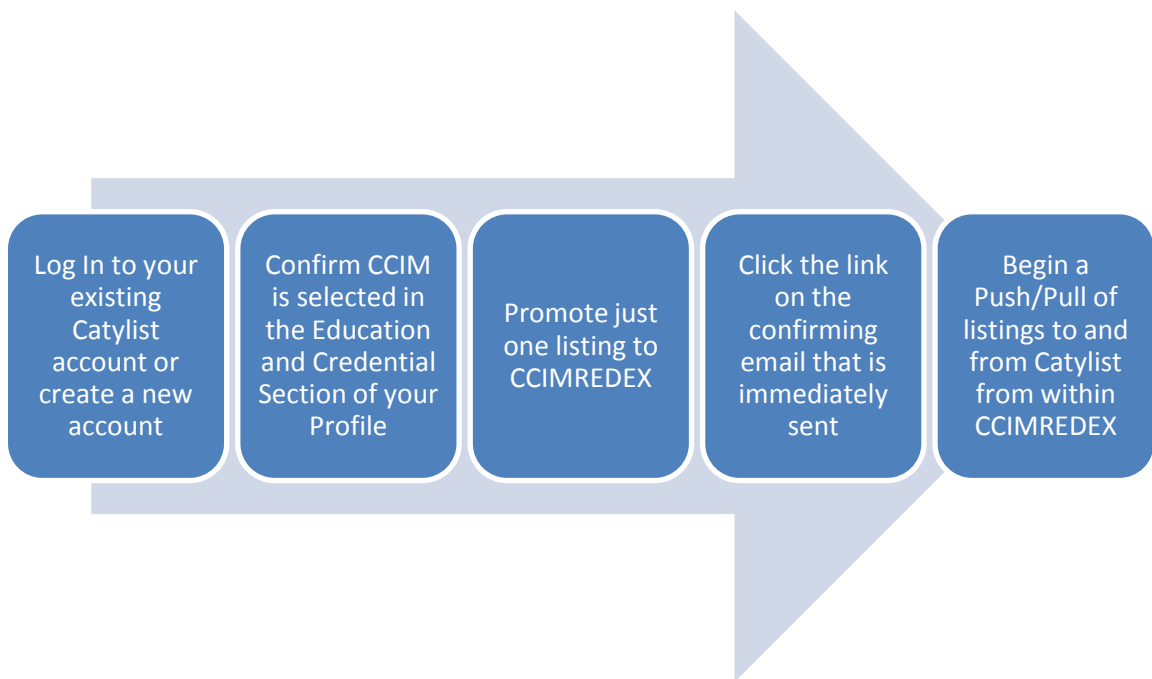 Log In to your
existing
Catylist
account or
create a new
account
Confirm CCIM
is selected in
the Education
and Credential
Section of your
Profile
Promote just
one listing to
CCIMREDEX
Click the link
on the
confirming
email that is
immediately
sent
Begin a
Push/Pull of
listings to and
from Catylist
from within
CCIMREDEX